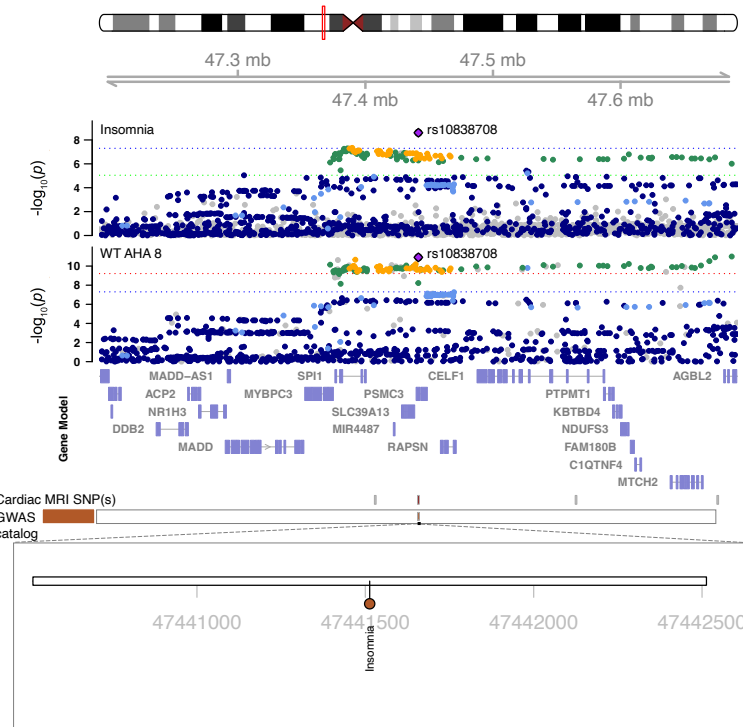 47.3 mb
47.5 mb
47.4 mb
47.6 mb
Insomnia
rs10838708
-log10(p)
8
6
4
2
0
WT AHA 8
rs10838708
-log10(p)
10
8
6
4
2
0
Gene Model
MADD-AS1
SPI1
CELF1
AGBL2
ACP2
MYBPC3
PSMC3
PTPMT1
NR1H3
SLC39A13
KBTBD4
DDB2
MIR4487
NDUFS3
MADD
RAPSN
FAM180B
C1QTNF4
MTCH2
Cardiac MRI SNP(s)
GWAS
catalog
47441000
47441500
47442000
47442500
Insomnia